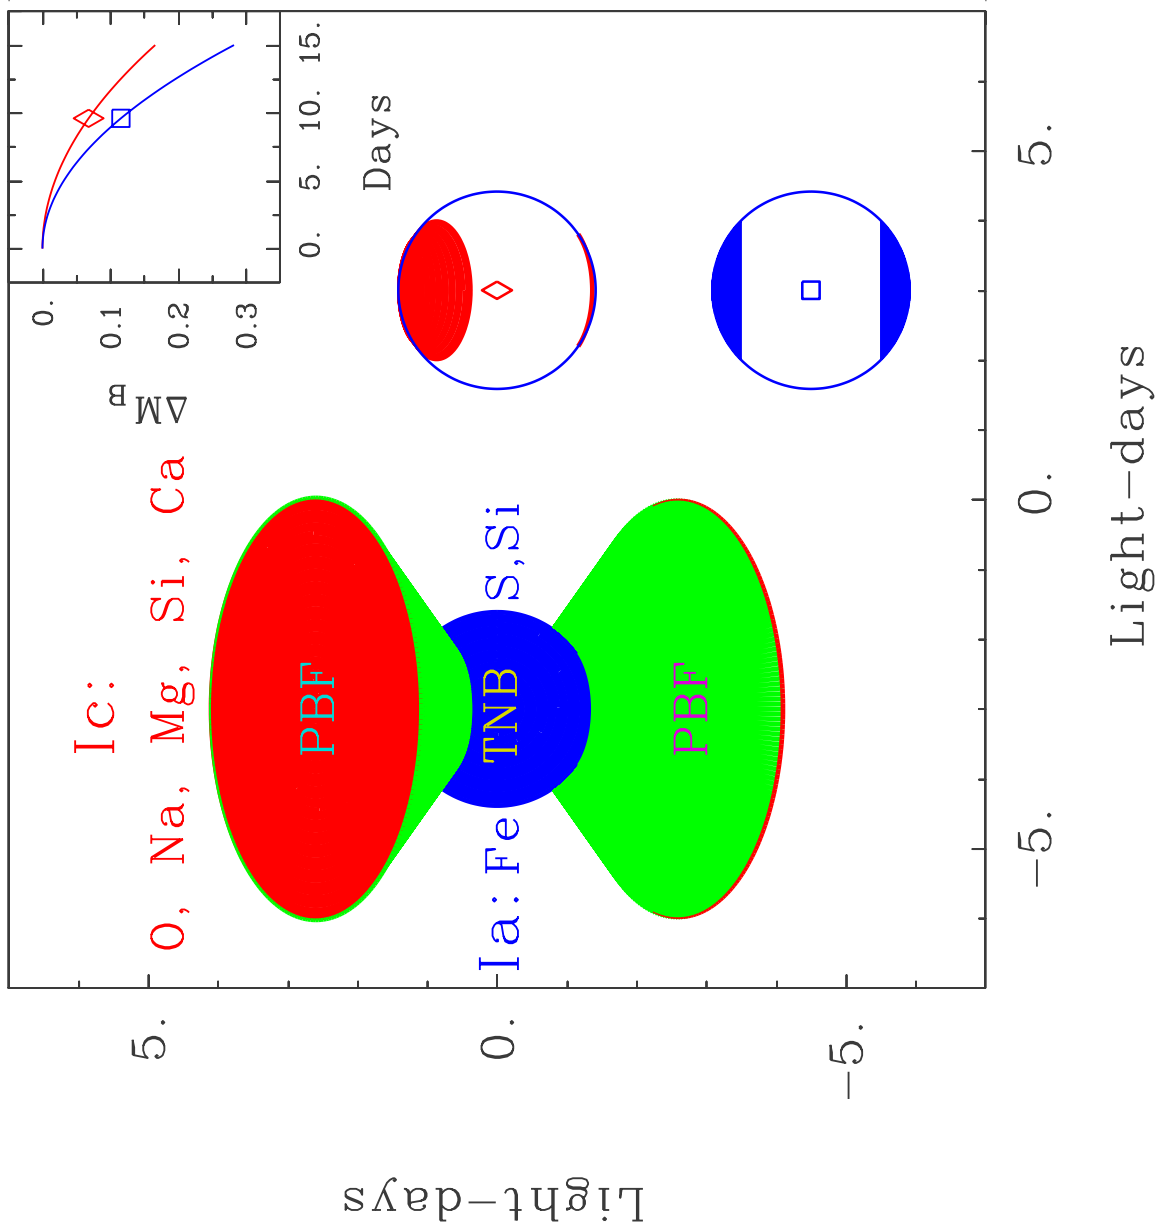 Ic:
O, Na, Mg, Si, Ca
PBF
Ia: Fe
TNB
S,Si
PBF
5.
0.
−5.
Light−days
−5.
0.
5.
Light−days
ΔMB
0.
0.1
0.2
0.3
0.
5.
10.
15.
Days